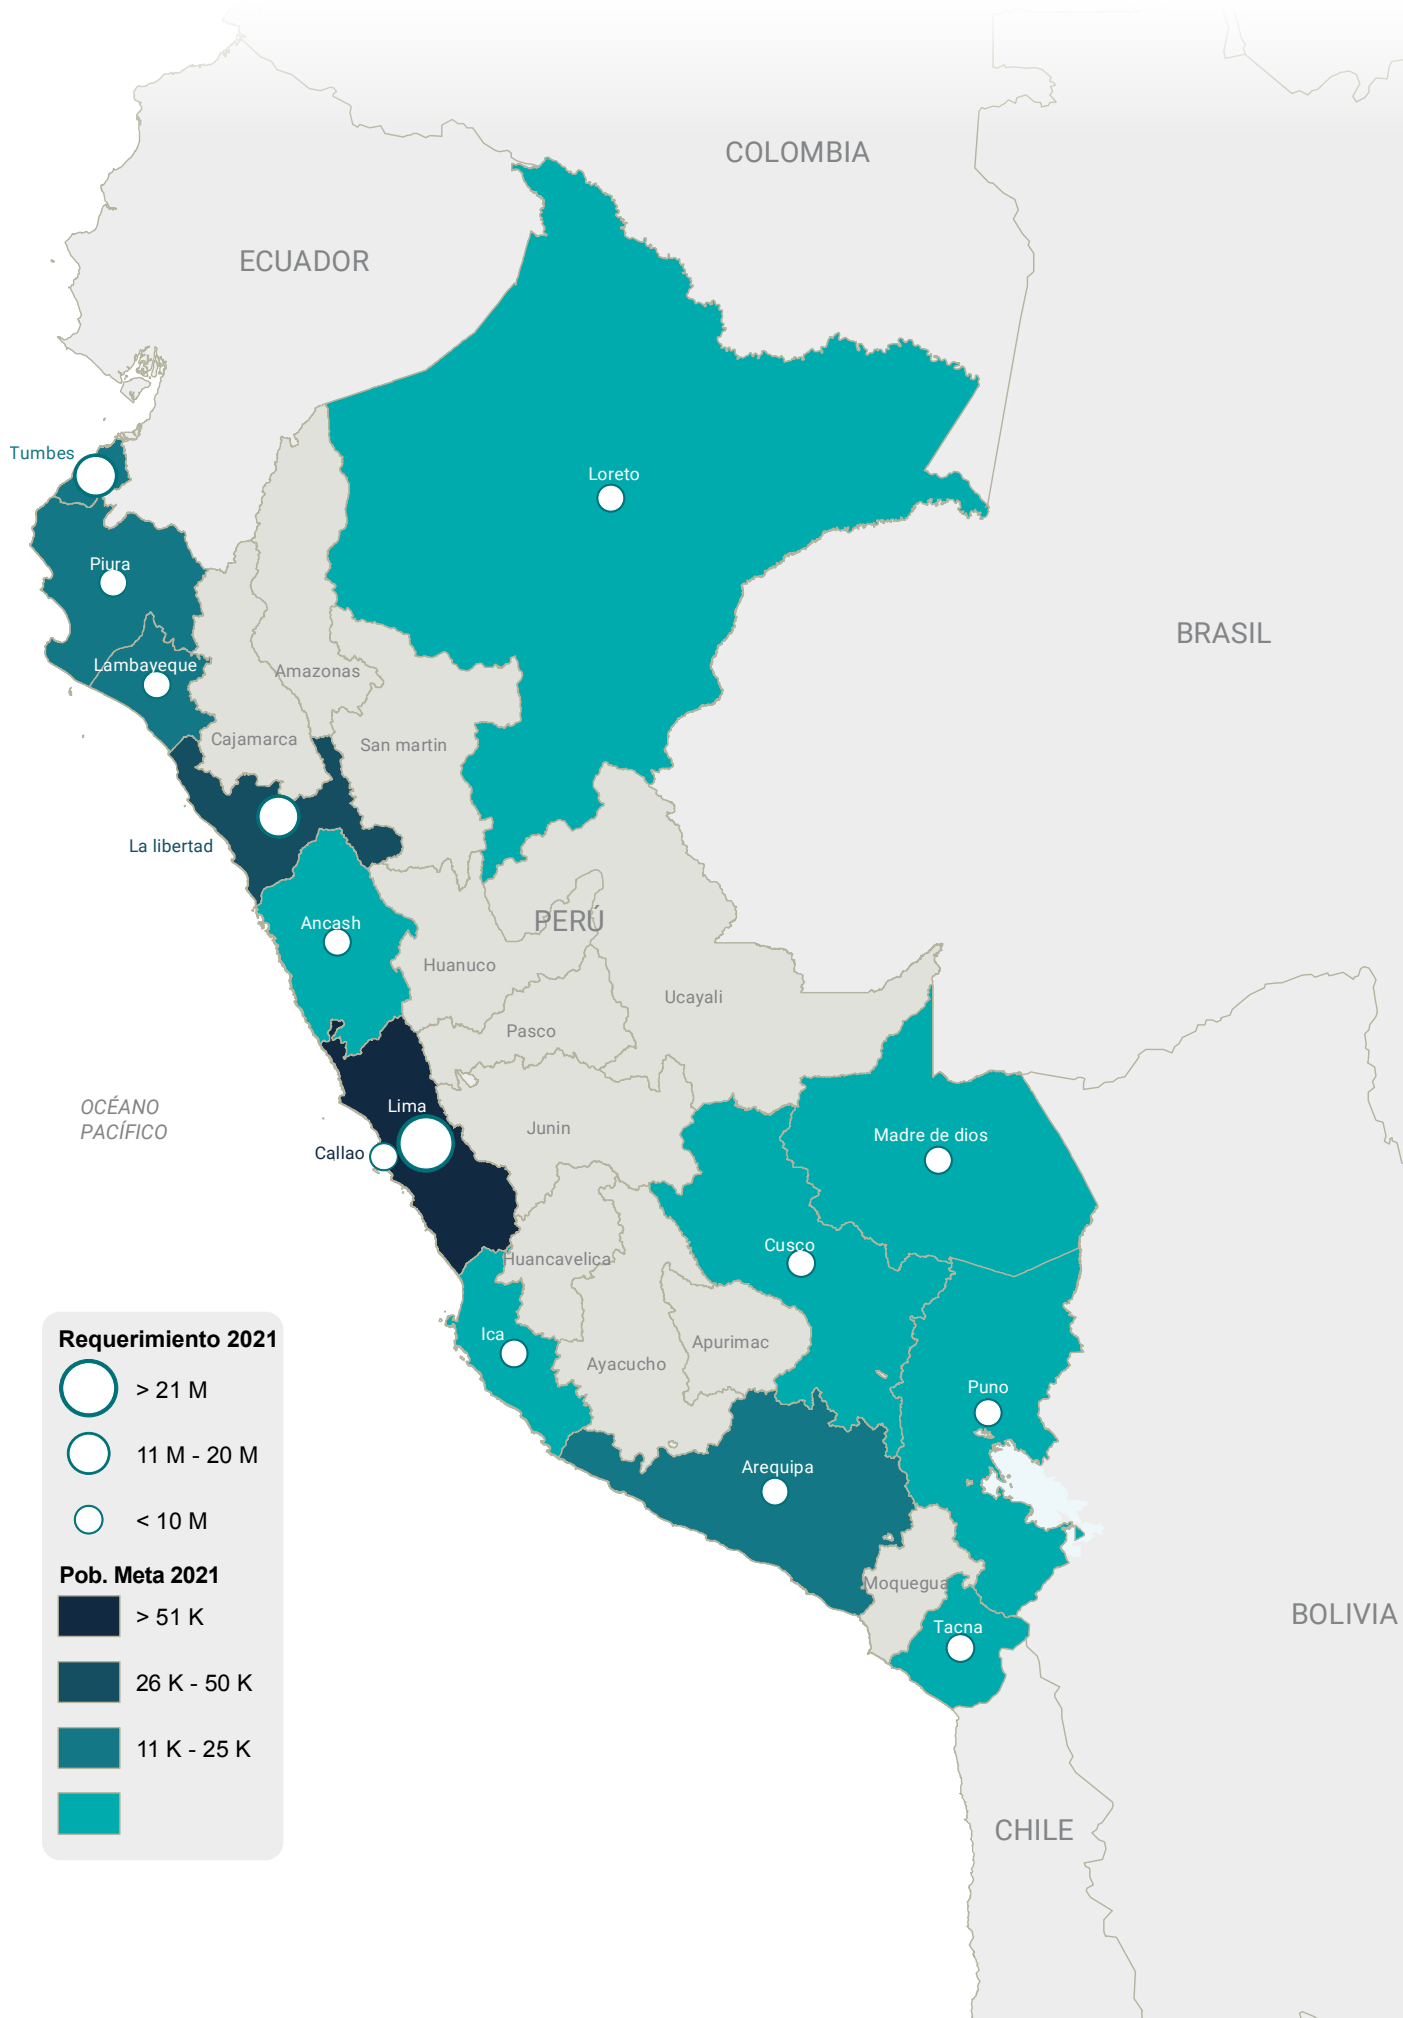 COLOMBIA
ECUADOR
Tumbes
Loreto
Piura
BRASIL
Lambayeque
Amazonas
Cajamarca
San martin
La libertad
Ancash
PERÚ
Huanuco
Ucayali
Pasco
OCÉANO
PACÍFICO
Lima
Junin
Madre de dios
Callao
Cusco
Huancavelica
Ica
Apurimac
Ayacucho
Puno
Arequipa
Moquegua
Tacna
BOLIVIA
CHILE
Requerimiento 2021
> 21 M
11 M - 20 M
< 10 M
Pob. Meta 2021
> 51 K
26 K - 50 K
11 K - 25 K